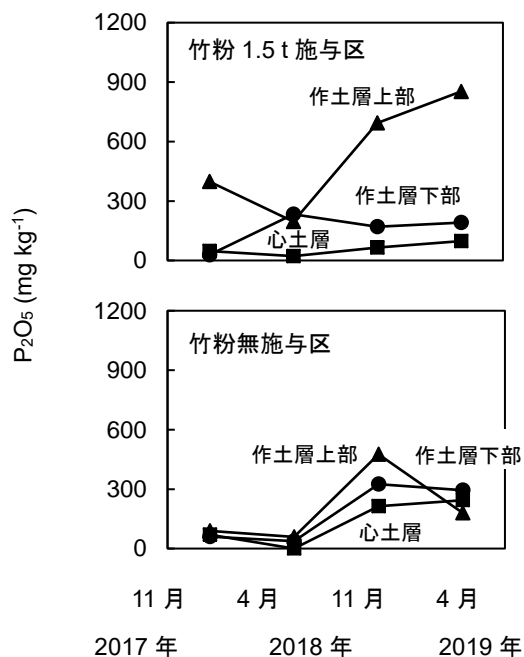 P₂O₅ (mg kg⁻¹)
1200
900
600
300
0
竹粉 1.5 t 施与区
作土層上部
作土層下部
心土層
1200
900
600
300
0
竹粉無施与区
作土層上部
作土層下部
心土層
11 月 4 月 11 月 4 月
2017 年 2018 年 2019 年